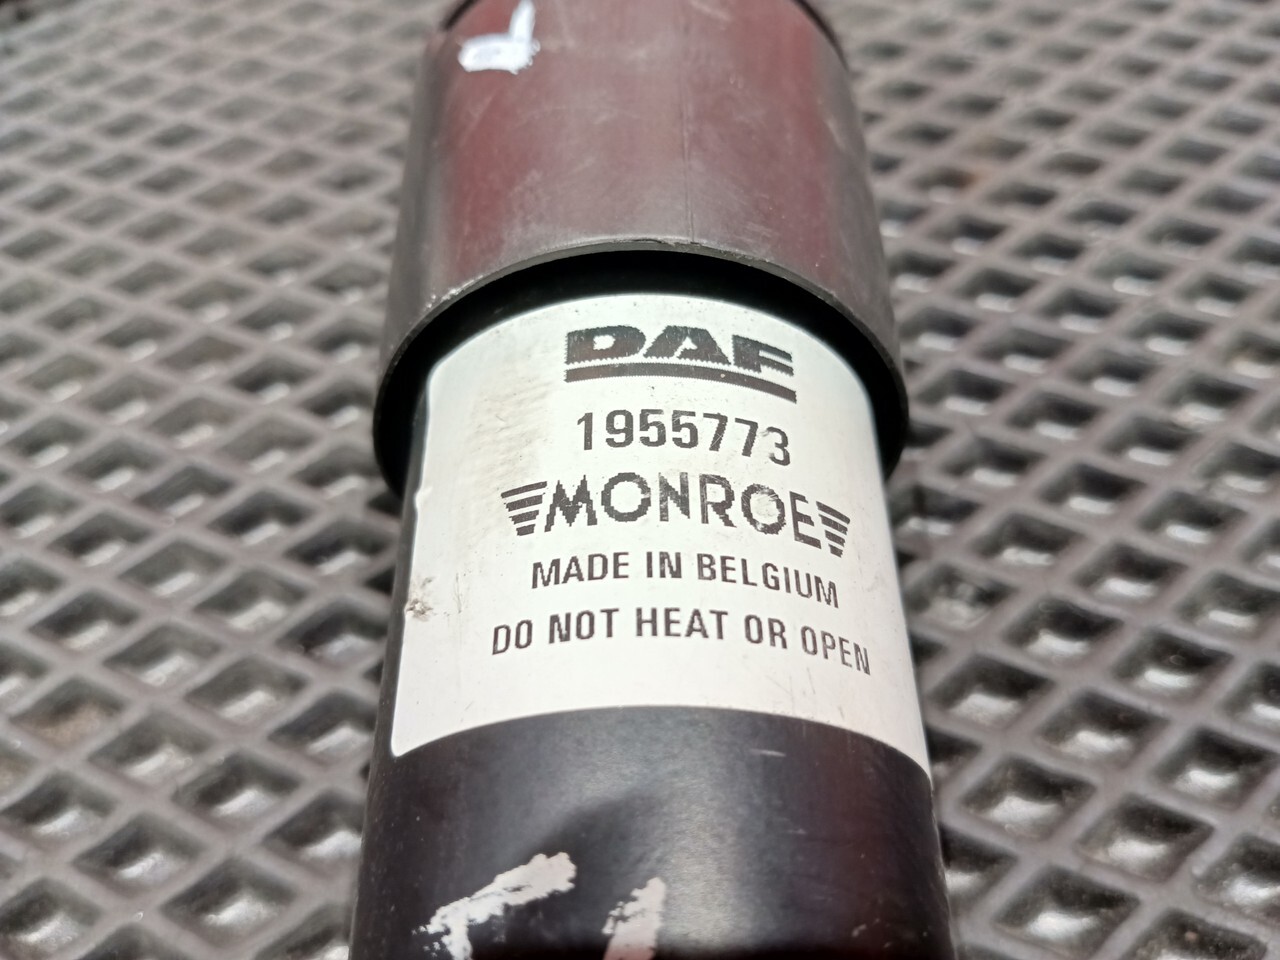 DAF
1955773
MONROE
MADE IN BELGIUM
DO NOT HEAT OR OPEN